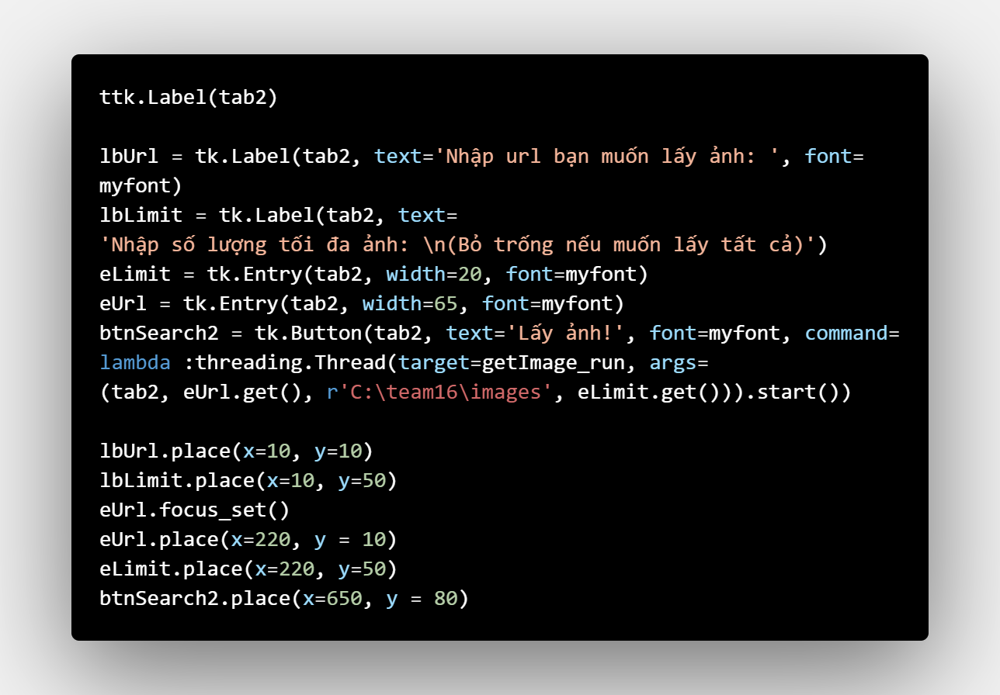 ttk.Label(tab2)

lbUrl = tk.Label(tab2, text='Nhập url bạn muốn lấy ảnh: ', font=
myfont)
lbLimit = tk.Label(tab2, text=
'Nhập số lượng tối đa ảnh: \n(Bỏ trống nếu muốn lấy tất cả)')
eLimit = tk.Entry(tab2, width=20, font=myfont)
eUrl = tk.Entry(tab2, width=65, font=myfont)
btnSearch2 = tk.Button(tab2, text='Lấy ảnh!', font=myfont, command=
lambda :threading.Thread(target=getImage_run, args=
(tab2, eUrl.get(), r'C:\team16\images', eLimit.get())).start())

lbUrl.place(x=10, y=10)
lbLimit.place(x=10, y=50)
eUrl.focus_set()
eUrl.place(x=220, y = 10)
eLimit.place(x=220, y=50)
btnSearch2.place(x=650, y = 80)